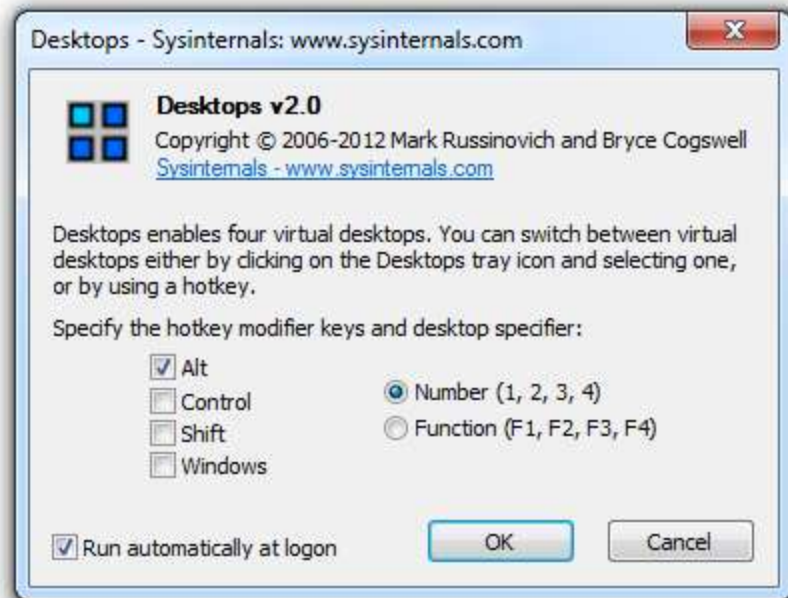 Desktops - Sysinternals: www.sysinternals.com
Desktops v2.0
Copyright © 2006-2012 Mark Russinovich and Bryce Cogswell
Sysinternals - www.sysinternals.com
Desktops enables four virtual desktops. You can switch between virtual
desktops either by clicking on the Desktops tray icon and selecting one,
or by using a hotkey.
Specify the hotkey modifier keys and desktop specifier:
Alt
Control
Shift
Windows
Number (1, 2, 3, 4)
Function (F1, F2, F3, F4)
Run automatically at logon
OK
Cancel